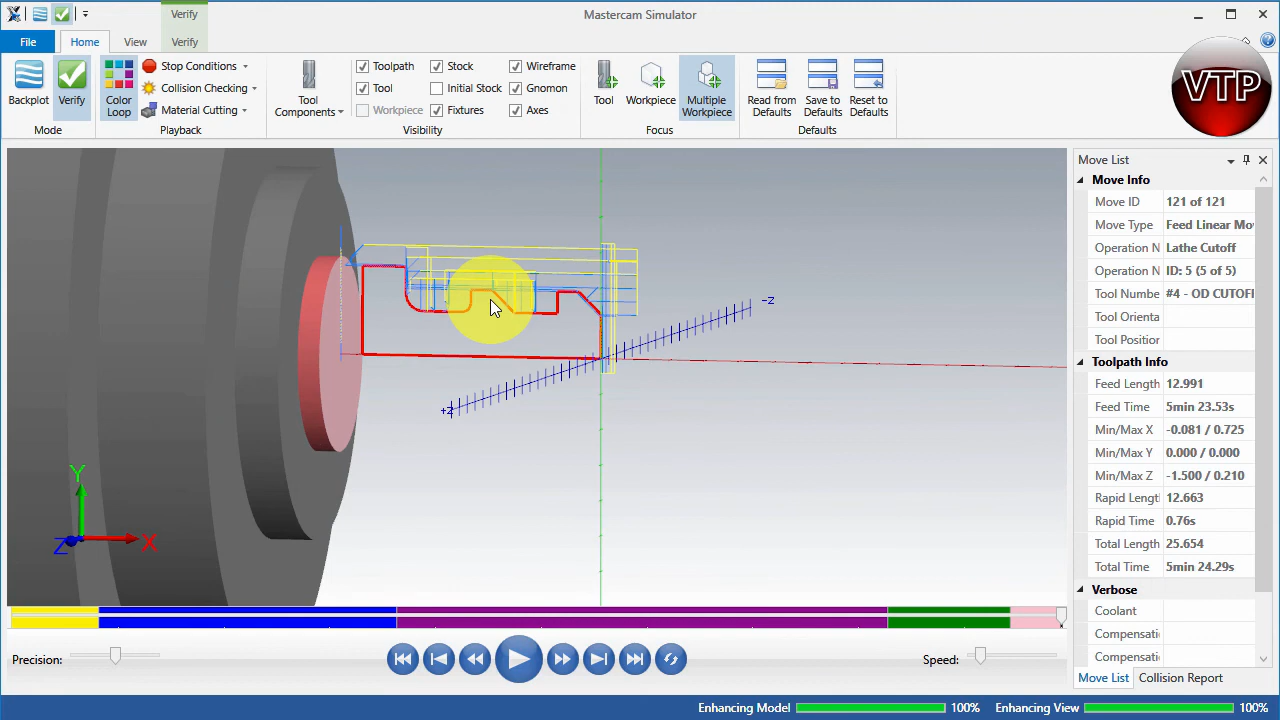 Verify
Mastercam Simulator
File
Home
View
Verify
Backplot
Verify
Mode
Color
Loop
Stop Conditions
Collision Checking
Material Cutting
Playback
Tool
Components
Toolpath
Tool
Workpiece
Stock
Initial Stock
Fixtures
Wireframe
Gnomon
Axes
Visibility
Tool
Workpiece
Multiple
Workpiece
Focus
Read from
Defaults
Save to
Defaults
Reset to
Defaults
Defaults
VTP
-Z
+Z
Y
Z
X
Move List
Move Info
Move ID 121 of 121
Move Type Feed Linear Mo
Operation N Lathe Cutoff
Operation N ID: 5 (5 of 5)
Tool Numbe #4 - OD CUTOF
Tool Orienta
Tool Position
Toolpath Info
Feed Length 12.991
Feed Time 5min 23.53s
Min/Max X -0.081 / 0.725
Min/Max Y 0.000 / 0.000
Min/Max Z -1.500 / 0.210
Rapid Lengt 12.663
Rapid Time 0.76s
Total Length 25.654
Total Time 5min 24.29s
Verbose
Coolant
Compensati
Compensati
Move List
Collision Report
Precision:
Speed:
Enhancing Model 100%
Enhancing View 100%